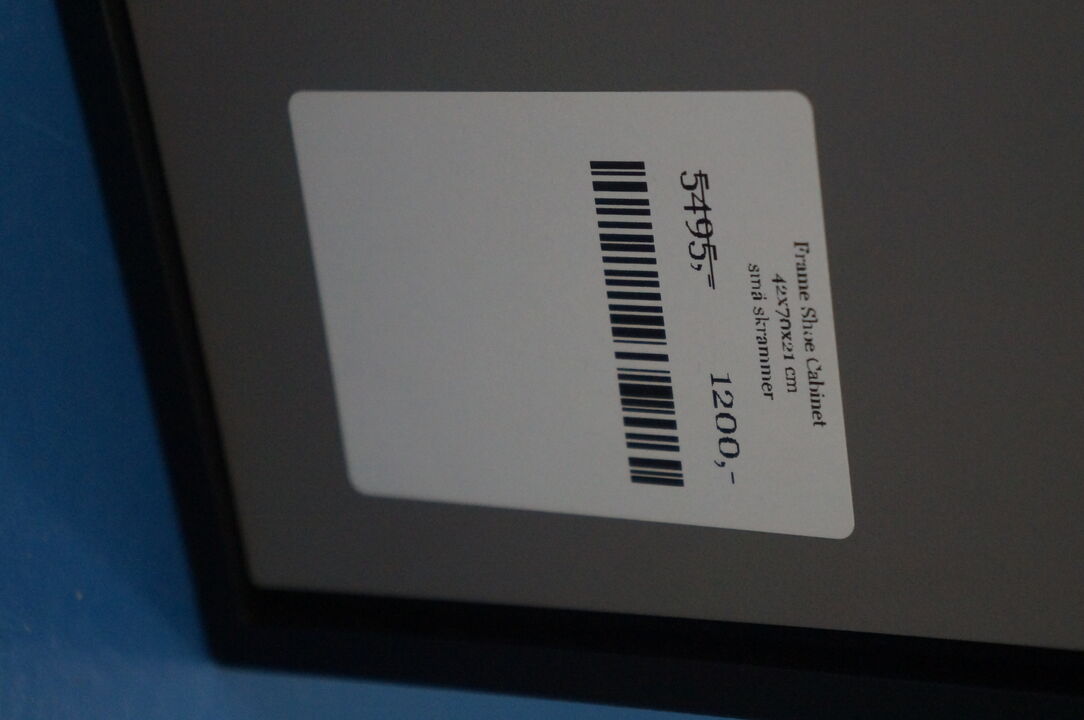 Frame Shoe Cabinet
42x70x21 cm
små skrammer
5495,- 1200,-